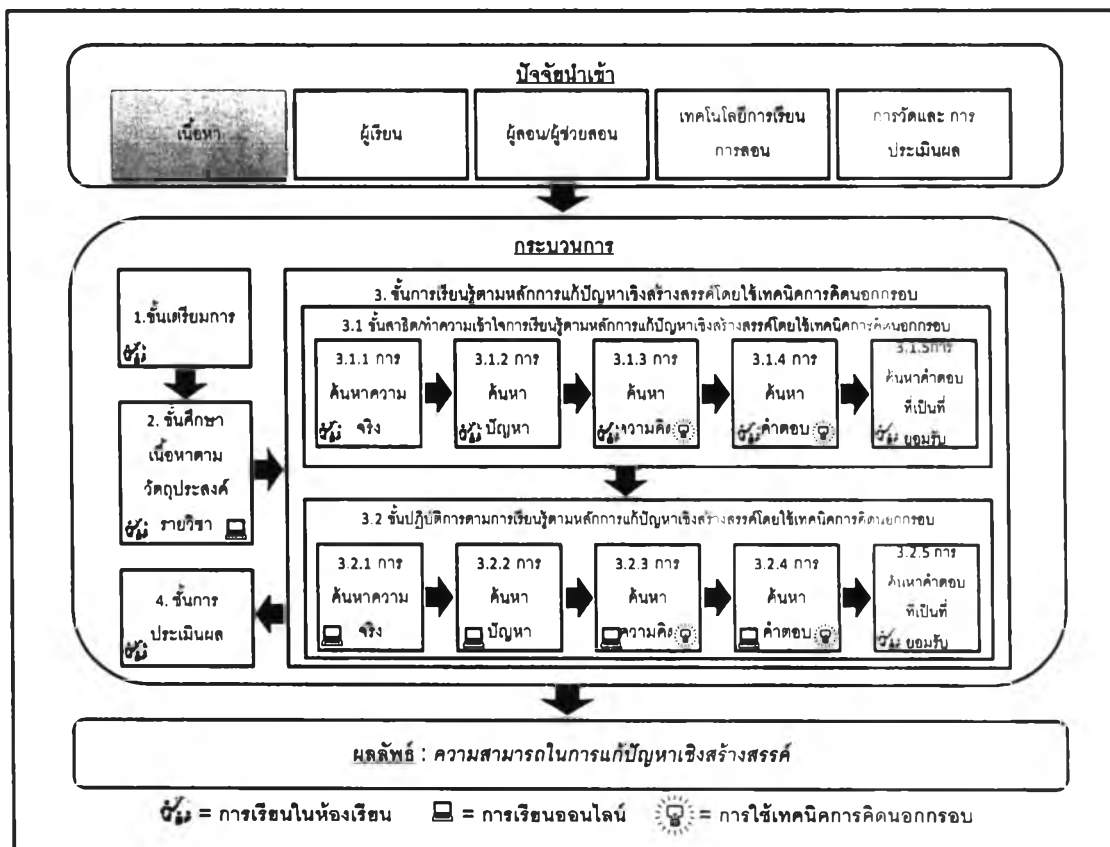 ปัจจัยนำเข้า
เนื้อหา
ผู้เรียน
ผู้สอน/ผู้ช่วยสอน
เทคโนโลยีการเรียน
การสอน
การวัดและ การ
ประเมินผล
กระบวนการ
1.ขั้นเตรียมการ
2. ขั้นศึกษา
เนื้อหาตาม
วัตถุประสงค์
รายวิชา
3. ขั้นการเรียนรู้ตามหลักการแก้ปัญหาเชิงสร้างสรรค์โดยใช้เทคนิคการคิดนอกกรอบ
3.1 ขั้นสาธิต/ทำความเข้าใจการเรียนรู้ตามหลักการแก้ปัญหาเชิงสร้างสรรค์โดยใช้เทคนิคการคิดนอกกรอบ
3.1.1 การ
ค้นหาความ
จริง
3.1.2 การ
ค้นหา
ปัญหา
3.1.3 การ
ค้นหา
ความคิด
3.1.4 การ
ค้นหา
คำตอบ
3.1.5การ
ค้นหาคำตอบ
ที่เป็นที่
ยอมรับ
3.2 ขั้นปฏิบัติการตามการเรียนรู้ตามหลักการแก้ปัญหาเชิงสร้างสรรค์โดยใช้เทคนิคการคิดนอกกรอบ
3.2.1 การ
ค้นหาความ
จริง
3.2.2 การ
ค้นหา
ปัญหา
3.2.3 การ
ค้นหา
ความคิด
3.2.4 การ
ค้นหา
คำตอบ
3.2.5 การ
ค้นหาคำตอบ
ที่เป็นที่
ยอมรับ
4. ขั้นการ
ประเมินผล
ผลลัพธ์ : ความสามารถในการแก้ปัญหาเชิงสร้างสรรค์
= การเรียนในห้องเรียน = การเรียนออนไลน์ = การใช้เทคนิคการคิดนอกกรอบ